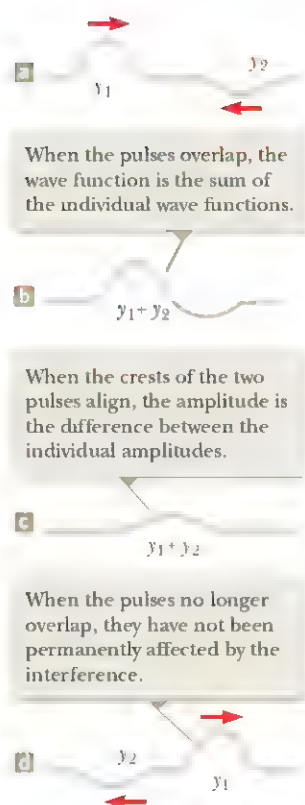 y2
a
y1
When the pulses overlap, the
wave function is the sum of
the individual wave functions.
b
y1+ y2
When the crests of the two
pulses align, the amplitude is
the difference between the
individual amplitudes.
c
y1 + y2
When the pulses no longer
overlap, they have not been
permanently affected by the
interference.
y2
d
y1